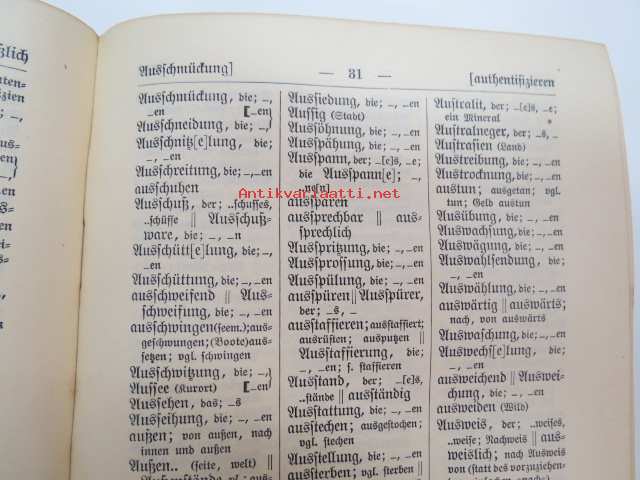 Ausschmückung]
— 31 —
[authentifizieren
Ausschmückung, die; –,
–en
Ausschneidung, die; –,
Ausschnitz[e]lung, die;
–, –en
Ausschreitung, die; –, –en
ausschuhen
Ausschuß, der; ..schusses,
..schüsse || Ausschuß-
ware, die; –, –n
Ausschütt[e]lung, die; –,
–en
Ausschüttung, die; –, –en
ausschweifend || Aus-
schweifung, die; –, –en
ausschwingen (seem.); aus-
geschwungen; (Boote) aus-
setzen; vgl. schwingen
Ausschwitzung, die; –,
Aussee (Kurort) [–en
Aussehen, das; –s
Ausseihung, die; –, –en
außen; von außen, nach
innen und außen
Außen.. (seite, welt) ||
Aussiedung, die; –, –en
Aussig (Stadt)
Aussöhnung, die; –, –en
Ausspähung, die; –, –en
Ausspann, der; –[e]s, –e;
die Ausspann[e]; –,
aussparen
aussprechbar || aus-
sprechlich
Ausspritzung, die; –, –en
Aussprossung, die; –, –en
Ausspülung, die; –, –en
ausspüren || Ausspürer,
der; –s, –
ausstaffieren; ausstaffiert;
ausrüsten; ausputzen ||
Ausstaffierung, die;
–, –en; s. staffieren
Ausstand, der; –[e]s,
..stände || ausständig
Ausstattung, die; –, –en
ausstechen; ausgestochen;
vgl. stechen
Ausstellung, die; –, –en
aussterben; vgl. sterben ||
Australit, der; –[e]s, –e;
ein Mineral
Australneger, der; –s, –
Australien (Land)
Austreibung, die; –, –en
Austrocknung, die; –, –en
austun; ausgetan; vgl.
tun; Geld austun
Ausübung, die; –, –en
Auswachsung, die; –, –en
Auswägung, die; –, –en
Auswahlsendung, die;
–, –en
Auswählung, die; –, –en
auswärtig || auswärts;
nach, von auswärts
Auswaschung, die; –, –en
Auswechs[e]lung, die;
–, –en
ausweichend || Auswei-
chung, die; –, –en
ausweiden (Wild)
Ausweis, der; ..weises,
..weise; Nachweis || aus-
weislich; nach Ausweis
von (statt des vorzuziehen-
Antikvariaatti.net